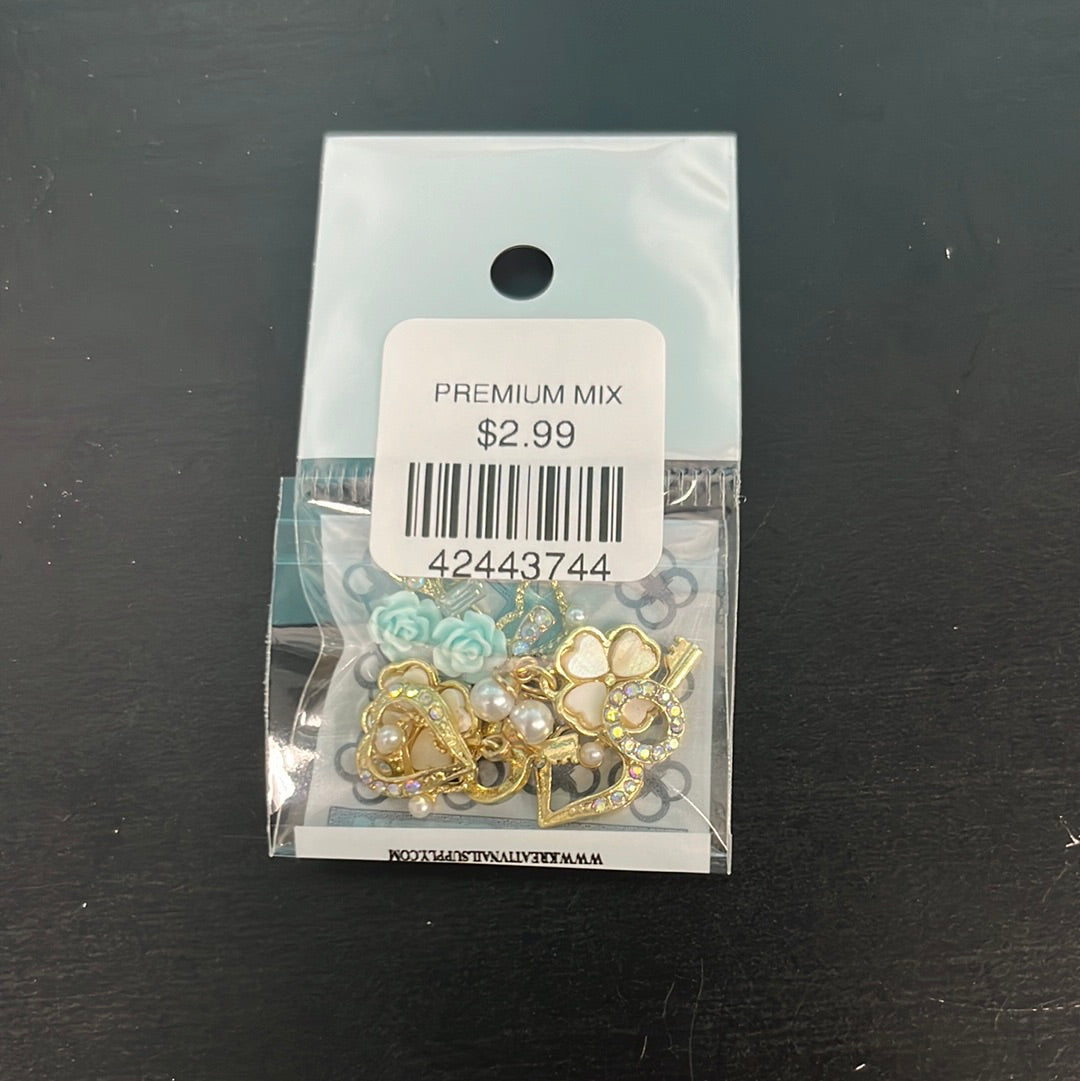 PREMIUM MIX
$2.99
42443744
WWW.KREATIVNAILSUPPLY.COM